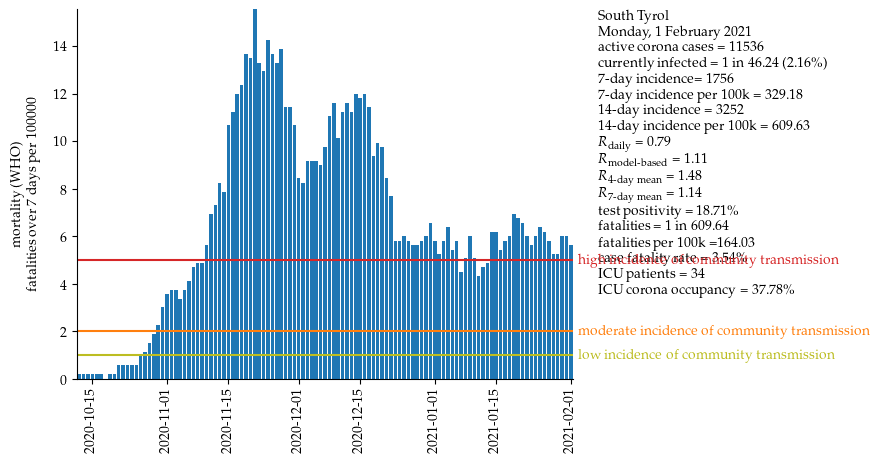 South Tyrol
Monday, 1 February 2021
active corona cases = 11536
currently infected = 1 in 46.24 (2.16%)
7-day incidence= 1756
7-day incidence per 100k = 329.18
14-day incidence = 3252
14-day incidence per 100k = 609.63
R_daily = 0.79
R_model-based = 1.11
R_4-day mean = 1.48
R_7-day mean = 1.14
test positivity = 18.71%
fatalities = 1 in 609.64
fatalities per 100k =164.03
case fatality rate = 3.54%
high incidence of community transmission
ICU patients = 34
ICU corona occupancy = 37.78%
moderate incidence of community transmission
low incidence of community transmission
mortality (WHO)
fatalities over 7 days per 100000
14
12
10
8
6
4
2
0
2020-10-15
2020-11-01
2020-11-15
2020-12-01
2020-12-15
2021-01-01
2021-01-15
2021-02-01